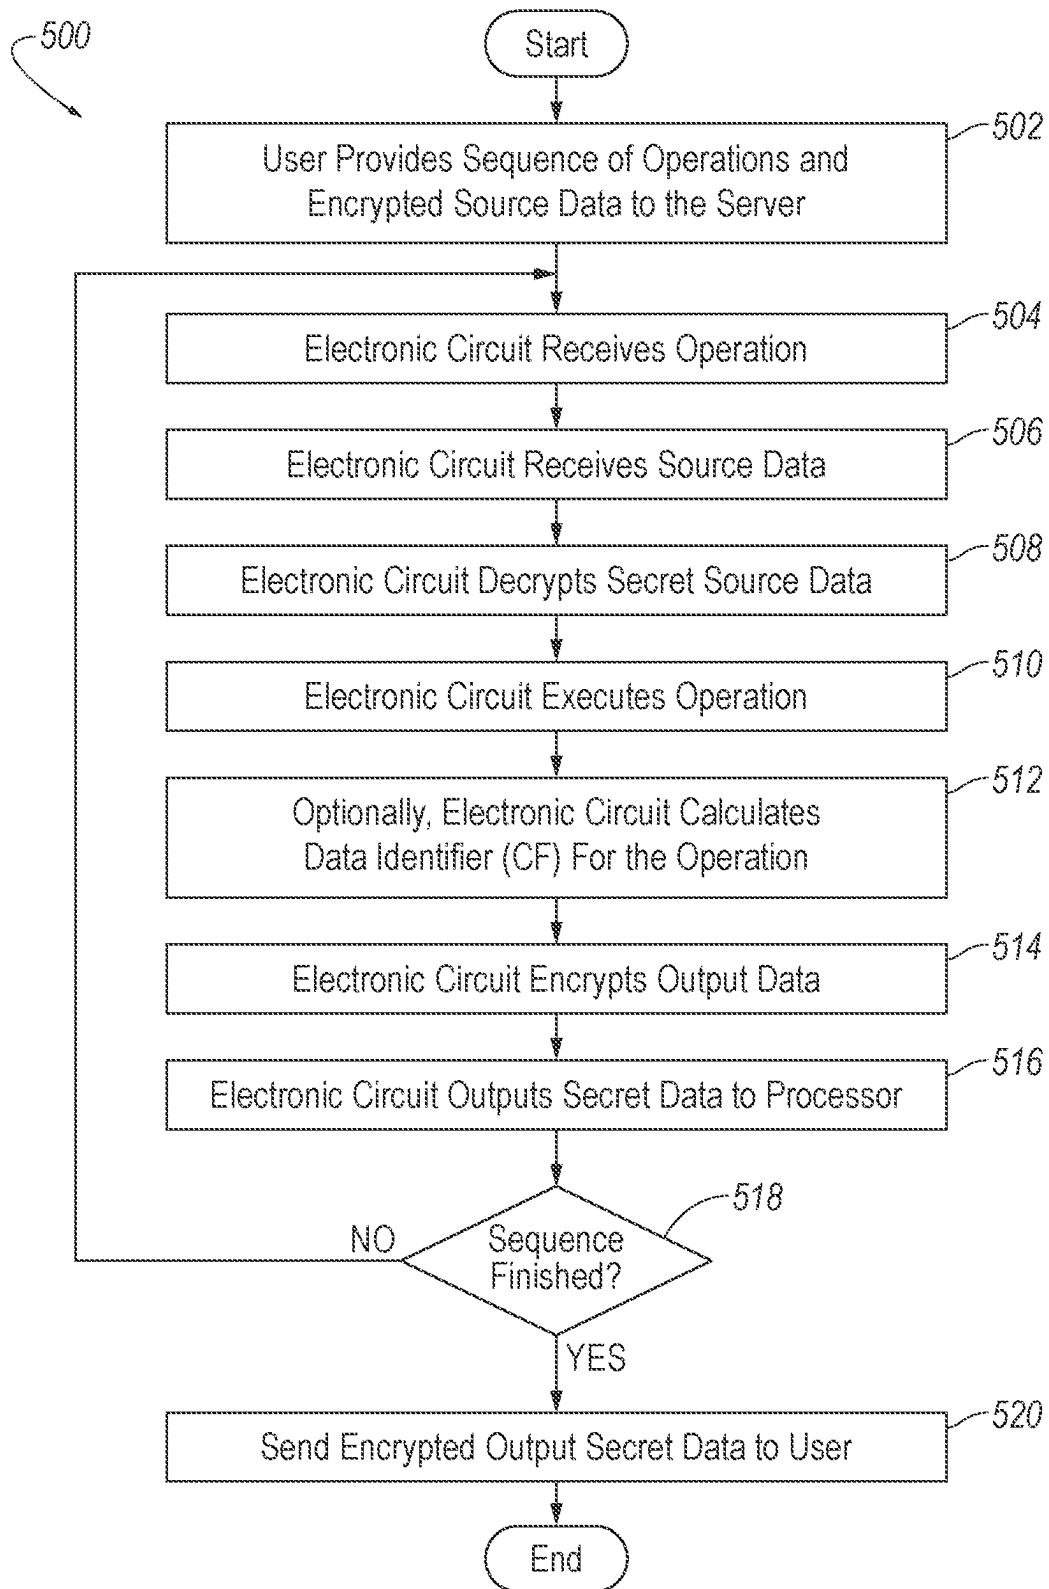 500
Start
502
User Provides Sequence of Operations and
Encrypted Source Data to the Server
504
Electronic Circuit Receives Operation
506
Electronic Circuit Receives Source Data
508
Electronic Circuit Decrypts Secret Source Data
510
Electronic Circuit Executes Operation
512
Optionally, Electronic Circuit Calculates
Data Identifier (CF) For the Operation
514
Electronic Circuit Encrypts Output Data
516
Electronic Circuit Outputs Secret Data to Processor
518
NO
Sequence
Finished?
YES
520
Send Encrypted Output Secret Data to User
End